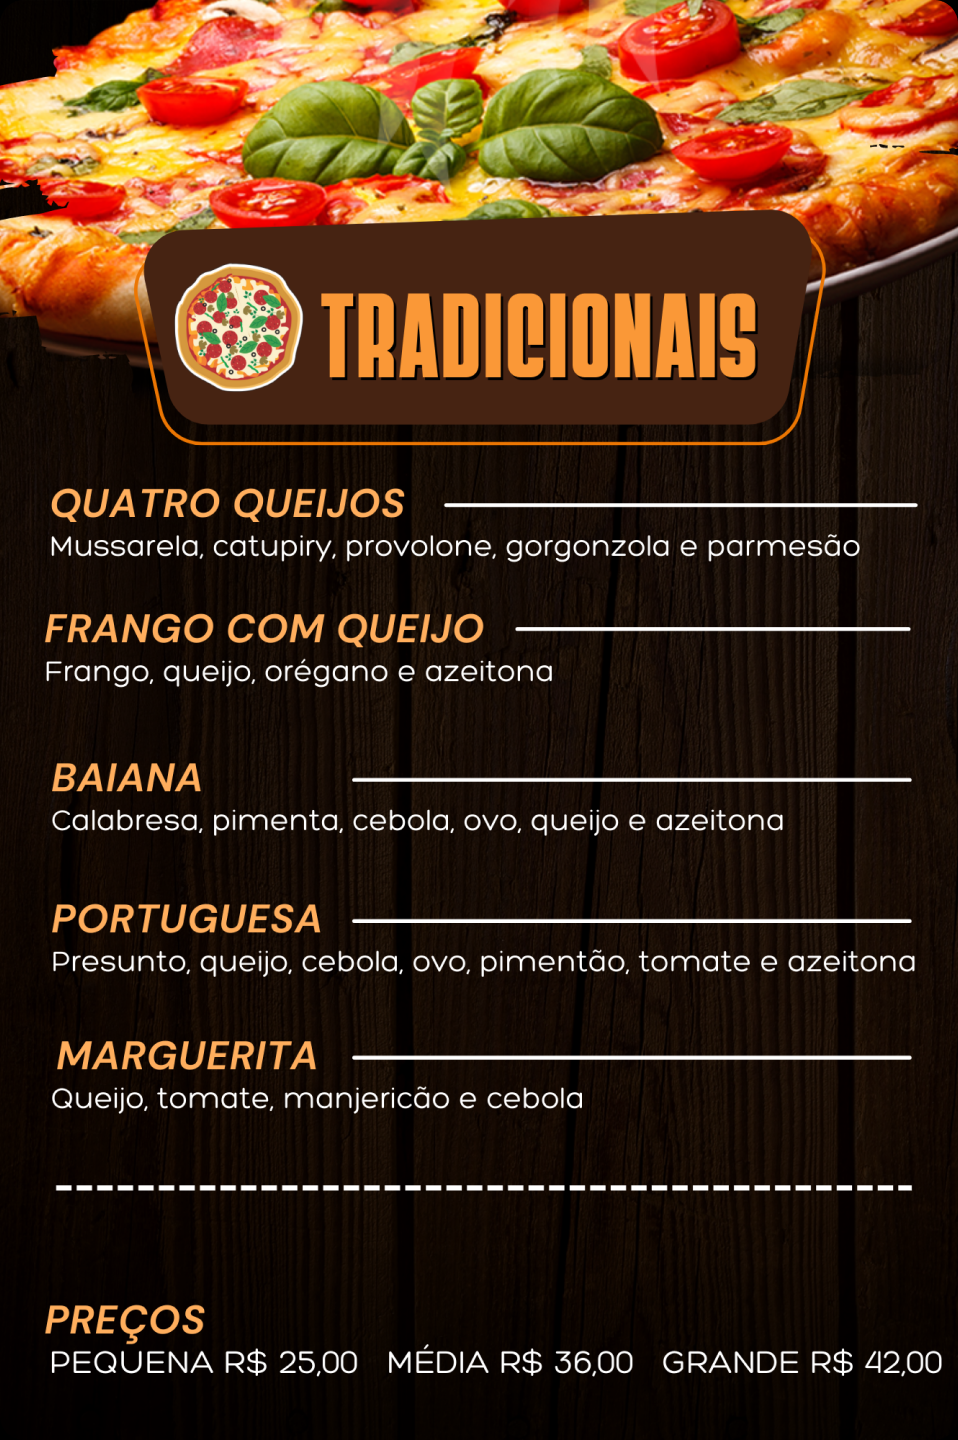 TRADICIONAIS
QUATRO QUEIJOS
Mussarela, catupiry, provolone, gorgonzola e parmesão
FRANGO COM QUEIJO
Frango, queijo, orégano e azeitona
BAIANA
Calabresa, pimenta, cebola, ovo, queijo e azeitona
PORTUGUESA
Presunto, queijo, cebola, ovo, pimentão, tomate e azeitona
MARGUERITA
Queijo, tomate, manjericão e cebola
PREÇOS
PEQUENA R$ 25,00 MÉDIA R$ 36,00 GRANDE R$ 42,00